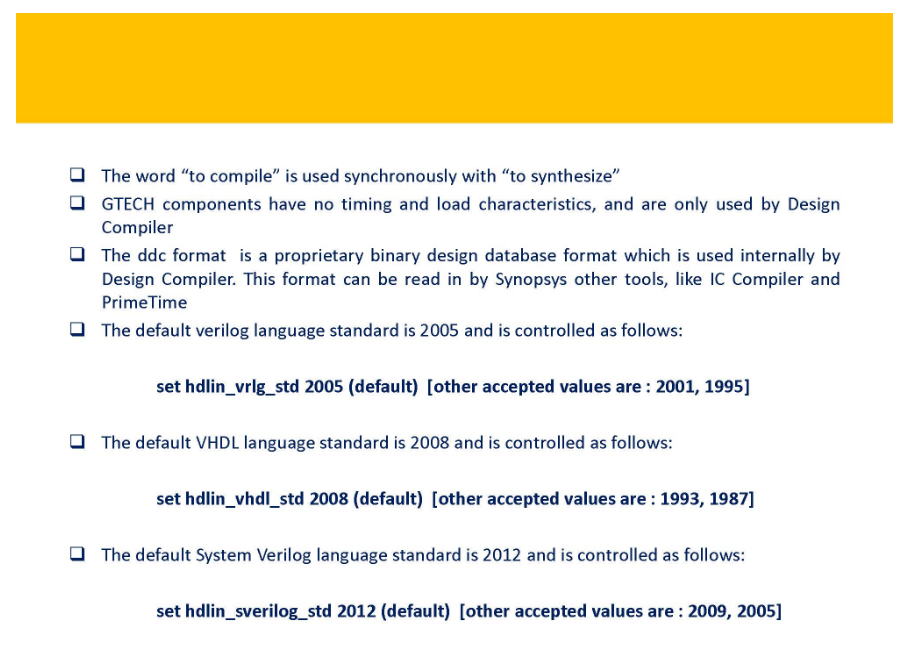 The word “to compile” is used synchronously with “to synthesize”
GTECH components have no timing and load characteristics, and are only used by Design
Compiler
The ddc format is a proprietary binary design database format which is used internally by
Design Compiler. This format can be read in by Synopsys other tools, like IC Compiler and
PrimeTime
The default verilog language standard is 2005 and is controlled as follows:
set hdlin_vrlg_std 2005 (default) [other accepted values are : 2001, 1995]
The default VHDL language standard is 2008 and is controlled as follows:
set hdlin_vhdl_std 2008 (default) [other accepted values are : 1993, 1987]
The default System Verilog language standard is 2012 and is controlled as follows:
set hdlin_sverilog_std 2012 (default) [other accepted values are : 2009, 2005]